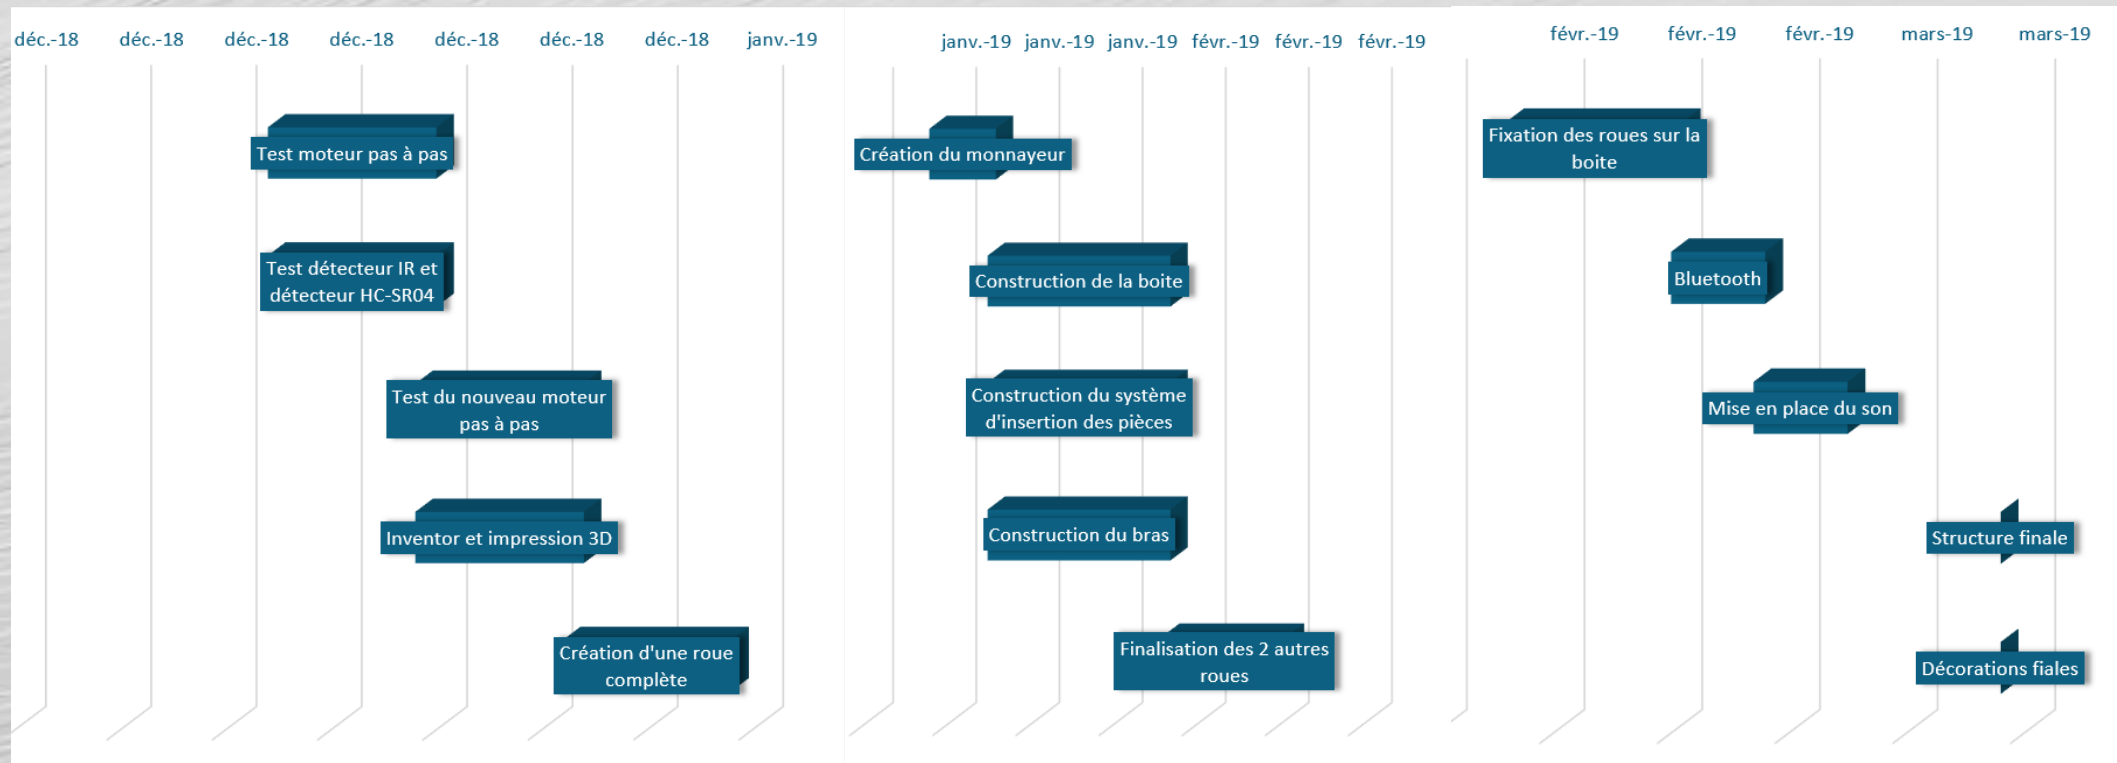 déc.-18 déc.-18 déc.-18 déc.-18 déc.-18 déc.-18 déc.-18 janv.-19
Test moteur pas à pas
Test détecteur IR et
détecteur HC-SR04
Test du nouveau moteur
pas à pas
Inventor et impression 3D
Création d'une roue
complète
janv.-19 janv.-19 janv.-19 févr.-19 févr.-19 févr.-19
Création du monnayeur
Construction de la boite
Construction du système
d'insertion des pièces
Construction du bras
Finalisation des 2 autres
roues
févr.-19 févr.-19 févr.-19 mars-19 mars-19
Fixation des roues sur la
boite
Bluetooth
Mise en place du son
Structure finale
Décorations fiales